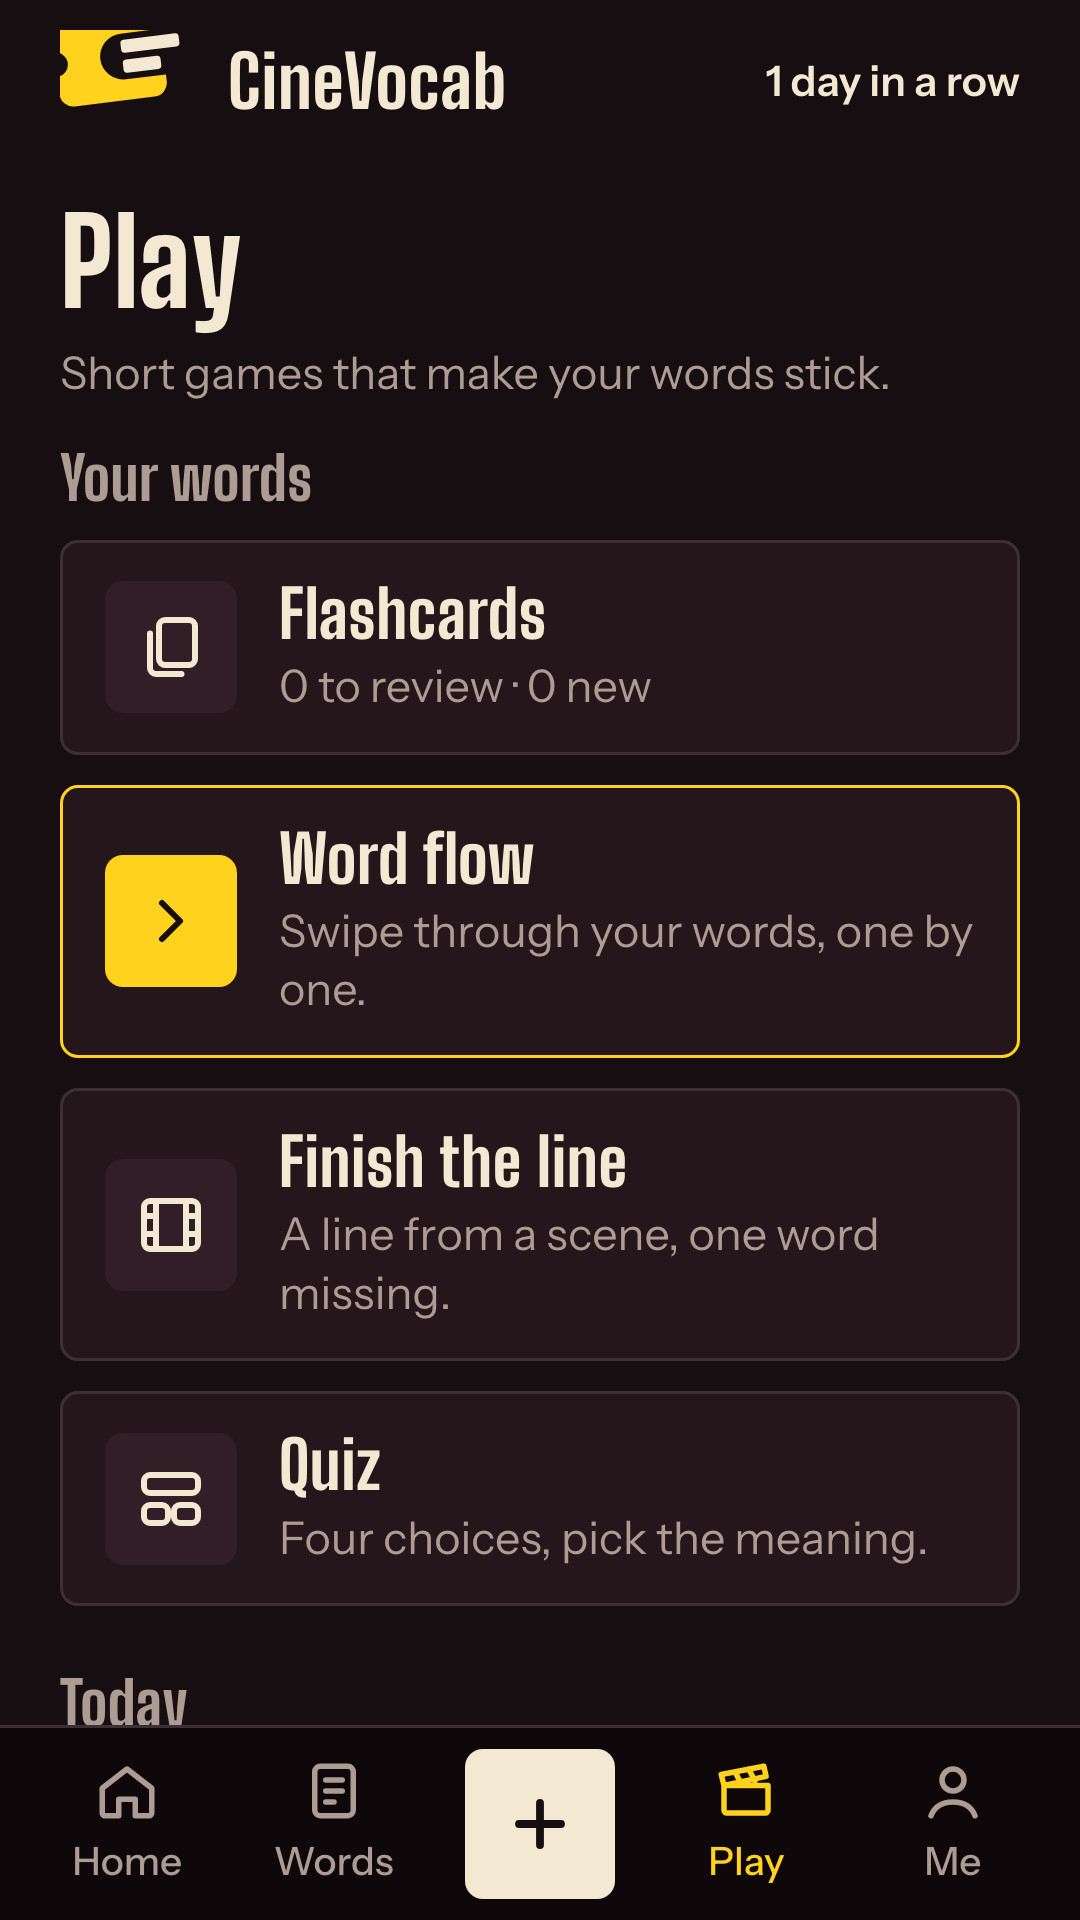 CineVocab
1 day in a row
Play
Short games that make your words stick.
Your words
Flashcards
0 to review · 0 new
Word flow
Swipe through your words, one by
one.
Finish the line
A line from a scene, one word
missing.
Quiz
Four choices, pick the meaning.
Today
Home
Words
Play
Me